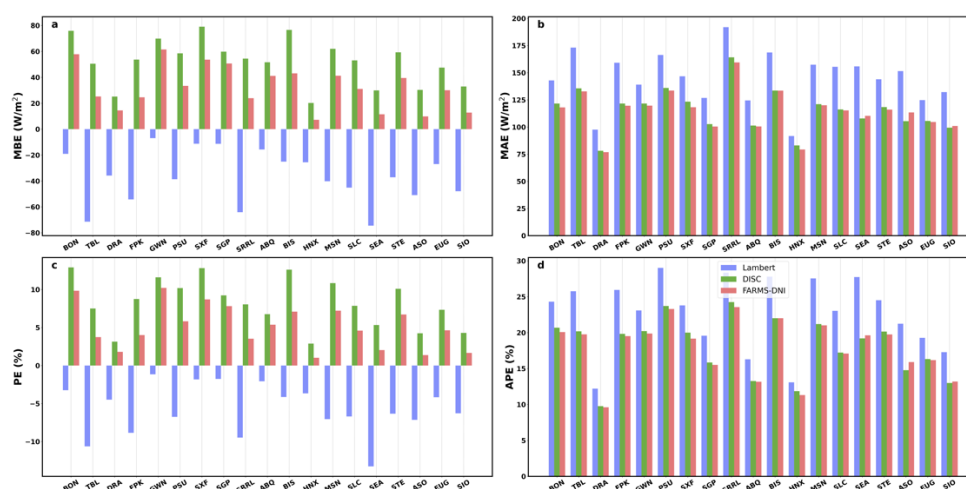 a
MBE (W/m²)
80
60
40
20
0
−20
−40
−60
−80
BON TBL DRA FPK GWN PSU SXF SGP SRRL ABQ BIS HNX MSN SLC SEA STE ASO EUG SIO
b
MAE (W/m²)
200
175
150
125
100
75
50
25
0
BON TBL DRA FPK GWN PSU SXF SGP SRRL ABQ BIS HNX MSN SLC SEA STE ASO EUG SIO
c
PE (%)
10
5
0
−5
−10
BON TBL DRA FPK GWN PSU SXF SGP SRRL ABQ BIS HNX MSN SLC SEA STE ASO EUG SIO
d
Lambert
DISC
FARMS-DNI
APE (%)
30
25
20
15
10
5
0
BON TBL DRA FPK GWN PSU SXF SGP SRRL ABQ BIS HNX MSN SLC SEA STE ASO EUG SIO